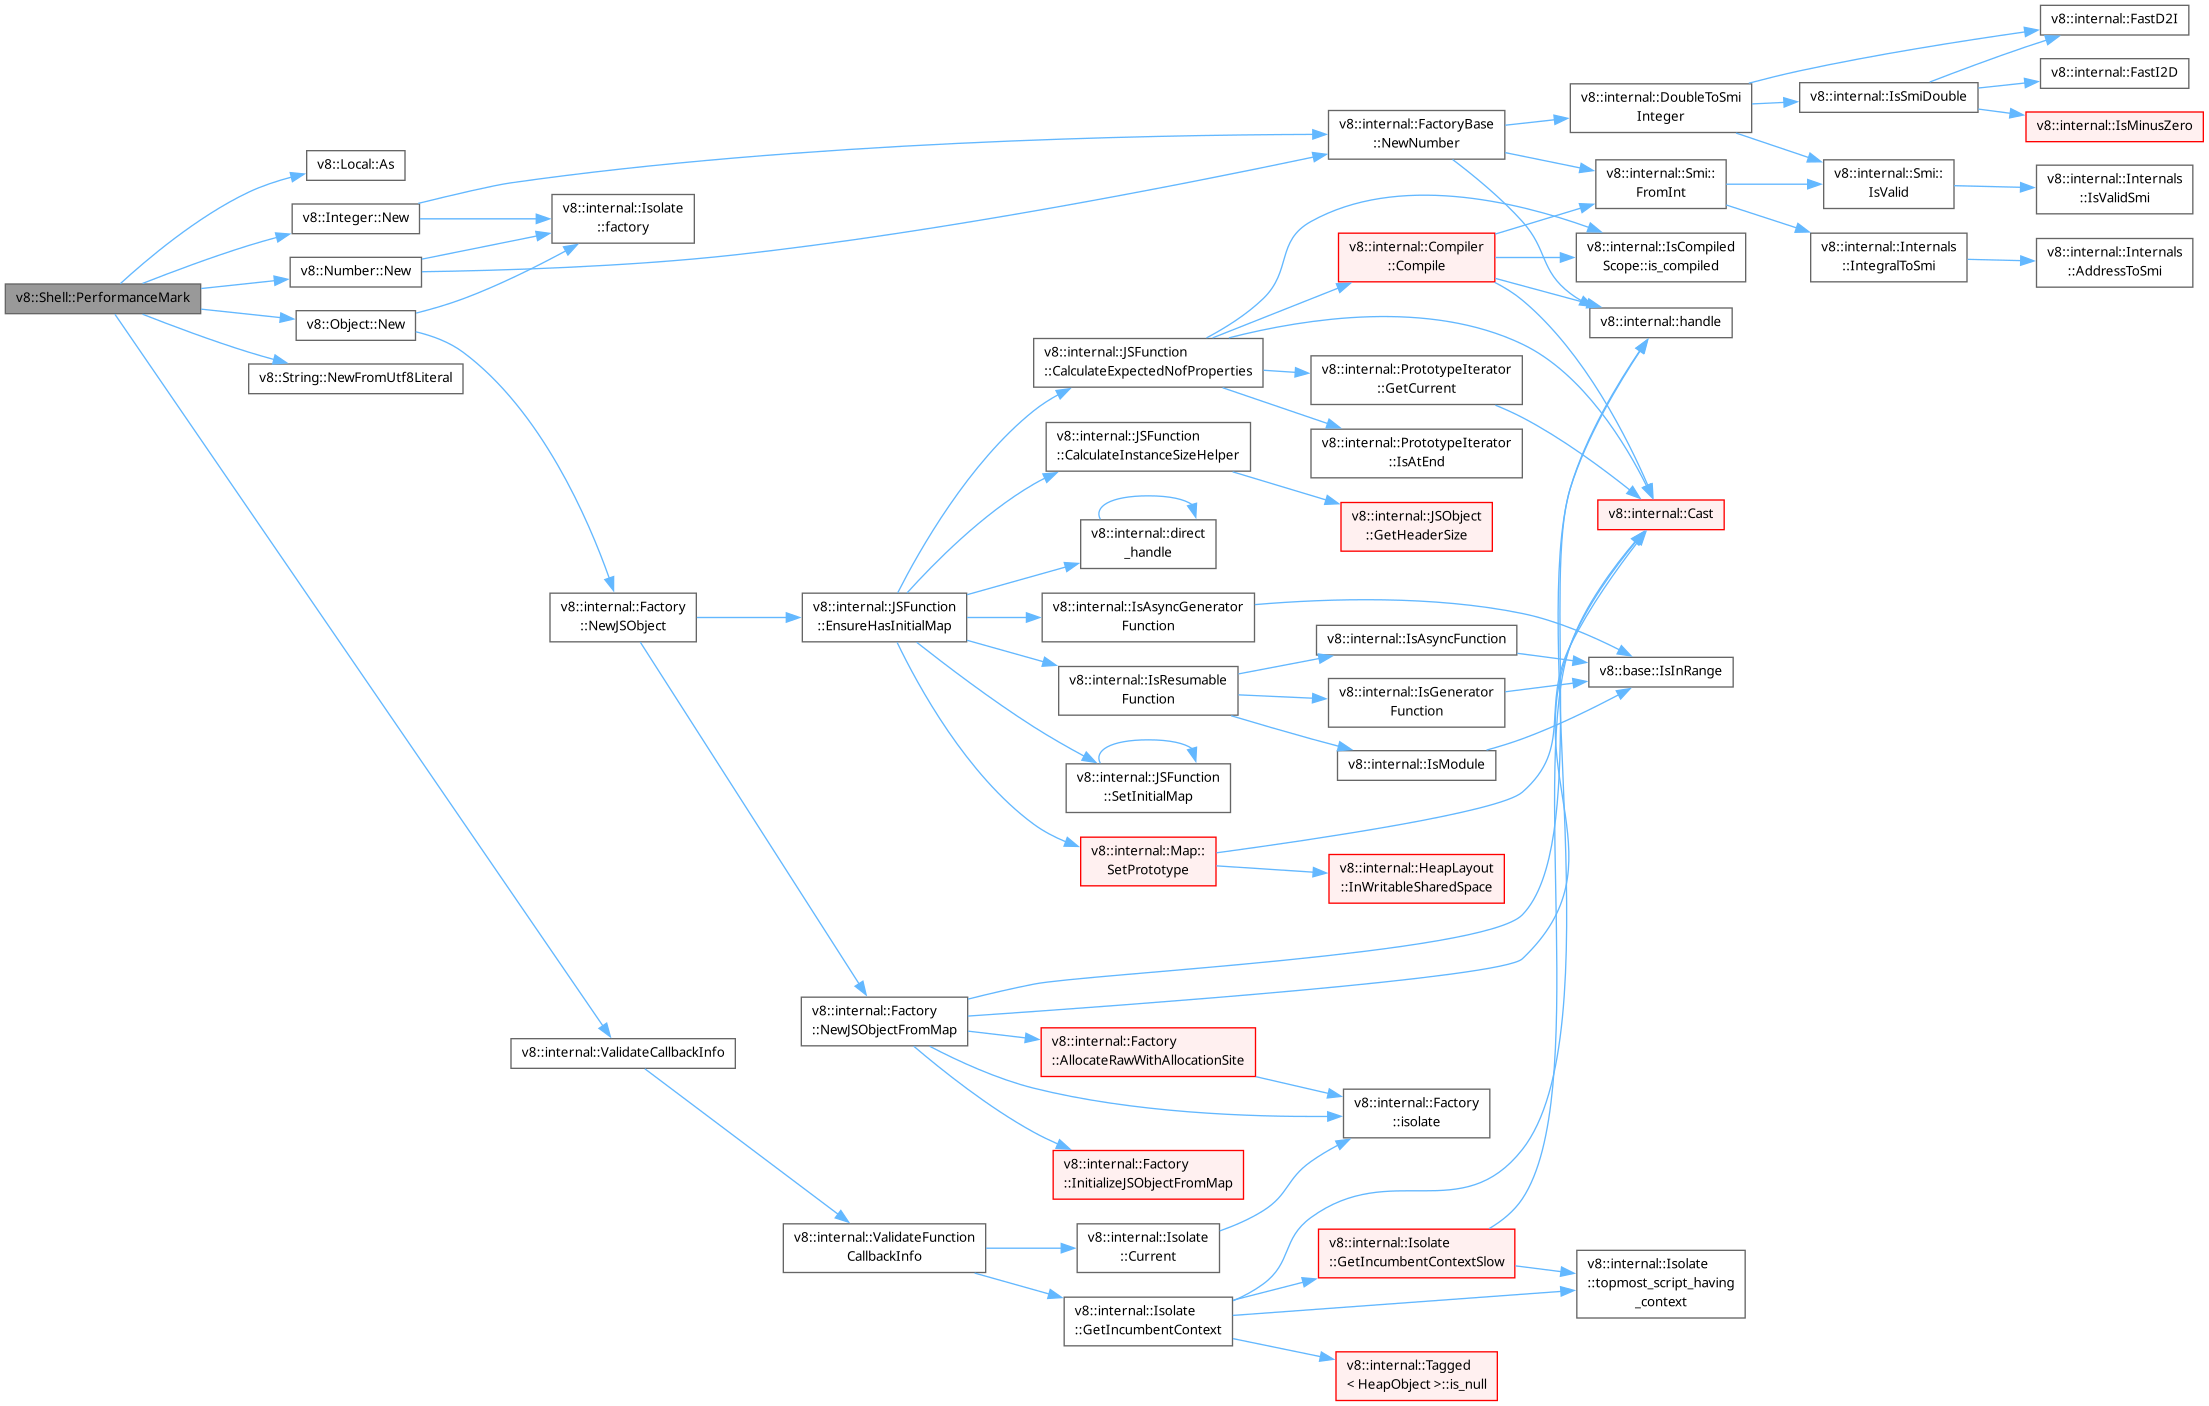 v8::Shell::PerformanceMark
v8::Local::As
v8::Integer::New
v8::Number::New
v8::Object::New
v8::String::NewFromUtf8Literal
v8::internal::Isolate
::factory
v8::internal::Factory
::NewJSObject
v8::internal::ValidateCallbackInfo
v8::internal::JSFunction
::EnsureHasInitialMap
v8::internal::Factory
::NewJSObjectFromMap
v8::internal::ValidateFunction
CallbackInfo
v8::internal::JSFunction
::CalculateExpectedNofProperties
v8::internal::JSFunction
::CalculateInstanceSizeHelper
v8::internal::direct
_handle
v8::internal::IsAsyncGenerator
Function
v8::internal::IsResumable
Function
v8::internal::JSFunction
::SetInitialMap
v8::internal::Map::
SetPrototype
v8::internal::Factory
::AllocateRawWithAllocationSite
v8::internal::Factory
::InitializeJSObjectFromMap
v8::internal::Isolate
::Current
v8::internal::Isolate
::GetIncumbentContext
v8::internal::FactoryBase
::NewNumber
v8::internal::Compiler
::Compile
v8::internal::PrototypeIterator
::GetCurrent
v8::internal::PrototypeIterator
::IsAtEnd
v8::internal::JSObject
::GetHeaderSize
v8::internal::IsAsyncFunction
v8::internal::IsGenerator
Function
v8::internal::IsModule
v8::internal::HeapLayout
::InWritableSharedSpace
v8::internal::Factory
::isolate
v8::internal::Isolate
::GetIncumbentContextSlow
v8::internal::Tagged
< HeapObject >::is_null
v8::internal::DoubleToSmi
Integer
v8::internal::Smi::
FromInt
v8::internal::IsCompiled
Scope::is_compiled
v8::internal::handle
v8::internal::Cast
v8::base::IsInRange
v8::internal::Isolate
::topmost_script_having
_context
v8::internal::IsSmiDouble
v8::internal::Smi::
IsValid
v8::internal::Internals
::IntegralToSmi
v8::internal::FastD2I
v8::internal::FastI2D
v8::internal::IsMinusZero
v8::internal::Internals
::IsValidSmi
v8::internal::Internals
::AddressToSmi